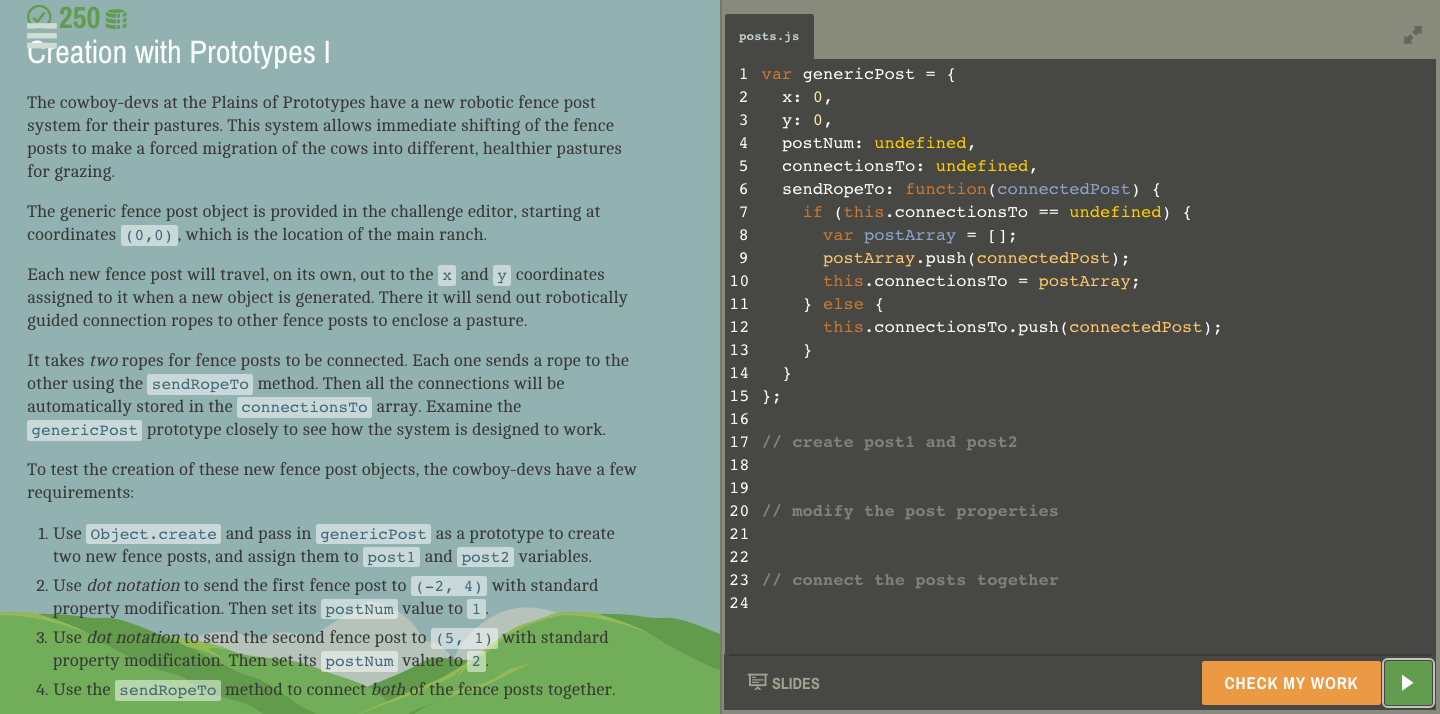 250
Creation with Prototypes I
The cowboy-devs at the Plains of Prototypes have a new robotic fence post
system for their pastures. This system allows immediate shifting of the fence
posts to make a forced migration of the cows into different, healthier pastures
for grazing.
The generic fence post object is provided in the challenge editor, starting at
coordinates (0,0), which is the location of the main ranch.
Each new fence post will travel, on its own, out to the x and y coordinates
assigned to it when a new object is generated. There it will send out robotically
guided connection ropes to other fence posts to enclose a pasture.
It takes two ropes for fence posts to be connected. Each one sends a rope to the
other using the sendRopeTo method. Then all the connections will be
automatically stored in the connectionsTo array. Examine the
genericPost prototype closely to see how the system is designed to work.
To test the creation of these new fence post objects, the cowboy-devs have a few
requirements:
1. Use Object.create and pass in genericPost as a prototype to create
two new fence posts, and assign them to post1 and post2 variables.
2. Use dot notation to send the first fence post to (-2, 4) with standard
property modification. Then set its postNum value to 1.
3. Use dot notation to send the second fence post to (5, 1) with standard
property modification. Then set its postNum value to 2.
4. Use the sendRopeTo method to connect both of the fence posts together.
posts.js
1 var genericPost = {
2   x: 0,
3   y: 0,
4   postNum: undefined,
5   connectionsTo: undefined,
6   sendRopeTo: function(connectedPost) {
7     if (this.connectionsTo == undefined) {
8       var postArray = [];
9       postArray.push(connectedPost);
10       this.connectionsTo = postArray;
11     } else {
12       this.connectionsTo.push(connectedPost);
13     }
14   }
15 };
16
17 // create post1 and post2
18
19
20 // modify the post properties
21
22
23 // connect the posts together
24
SLIDES
CHECK MY WORK